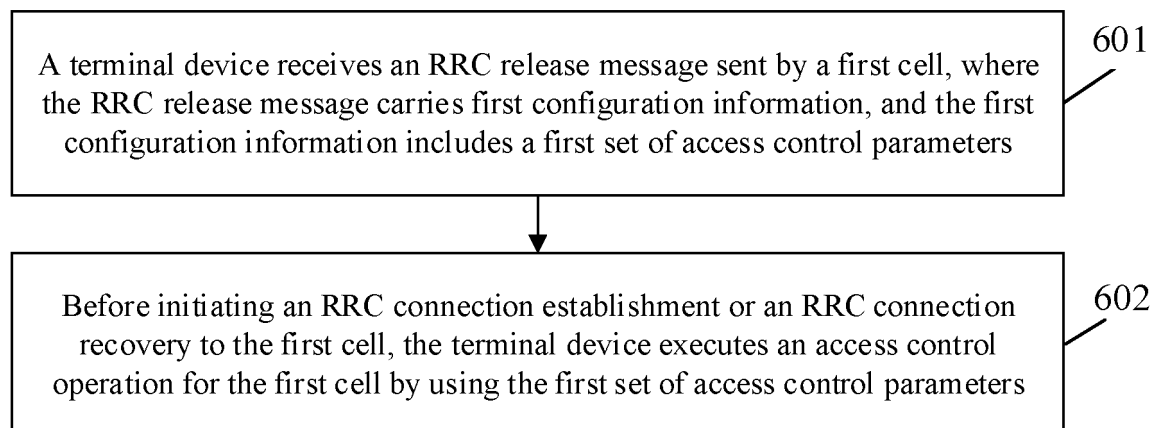 601
A terminal device receives an RRC release message sent by a first cell, where
the RRC release message carries first configuration information, and the first
configuration information includes a first set of access control parameters
602
Before initiating an RRC connection establishment or an RRC connection
recovery to the first cell, the terminal device executes an access control
operation for the first cell by using the first set of access control parameters